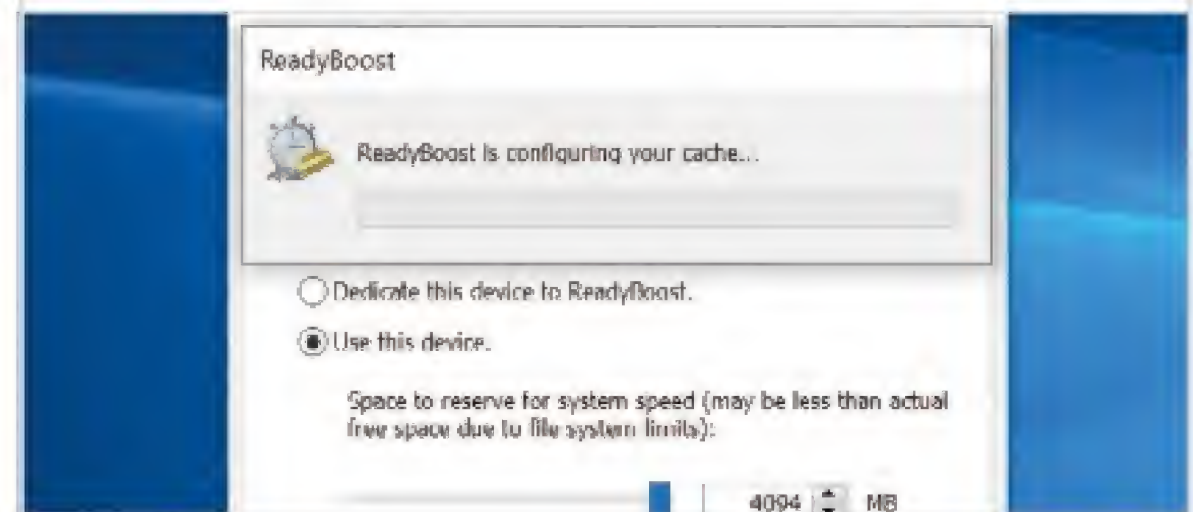 ReadyBoost
ReadyBoost is configuring your cache...
Dedicate this device to ReadyBoost.
Use this device.
Space to reserve for system speed (may be less than actual
free space due to file system limits):
4094 MB